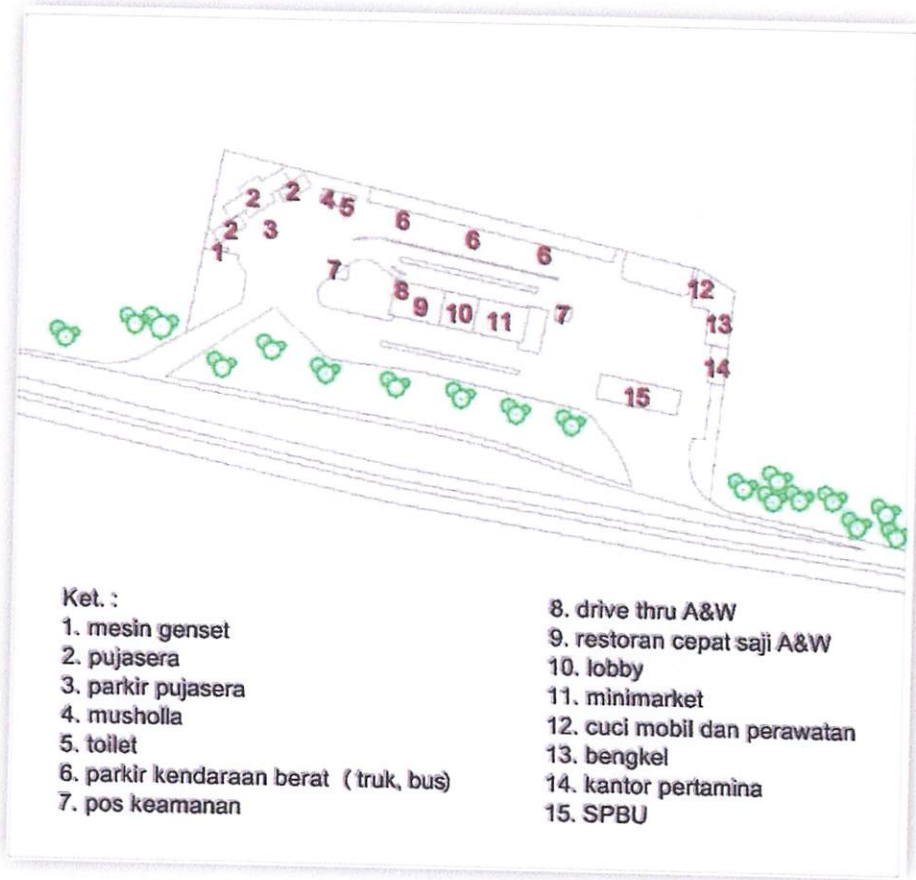 2 2 4 5
2 3 6 6 6
1 7
8 9 10 11 7 12
13
14
15
Ket. :
1. mesin genset
2. pujasera
3. parkir pujasera
4. musholla
5. toilet
6. parkir kendaraan berat ( truk, bus)
7. pos keamanan
8. drive thru A&W
9. restoran cepat saji A&W
10. lobby
11. minimarket
12. cuci mobil dan perawatan
13. bengkel
14. kantor pertamina
15. SPBU